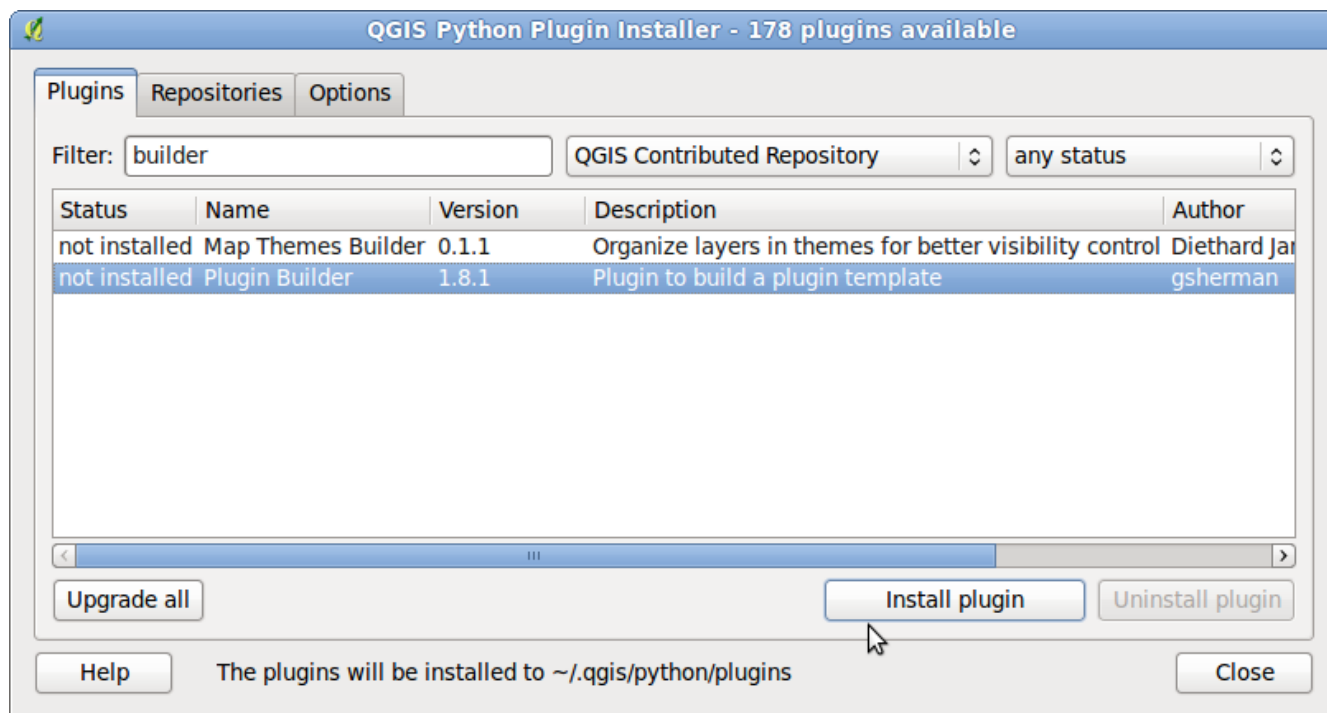 QGIS Python Plugin Installer - 178 plugins available
Plugins Repositories Options
Filter: builder QGIS Contributed Repository any status
Status Name Version Description Author
not installed Map Themes Builder 0.1.1 Organize layers in themes for better visibility control Diethard Jar
not installed Plugin Builder 1.8.1 Plugin to build a plugin template gsherman
Upgrade all Install plugin Uninstall plugin
Help The plugins will be installed to ~/.qgis/python/plugins Close